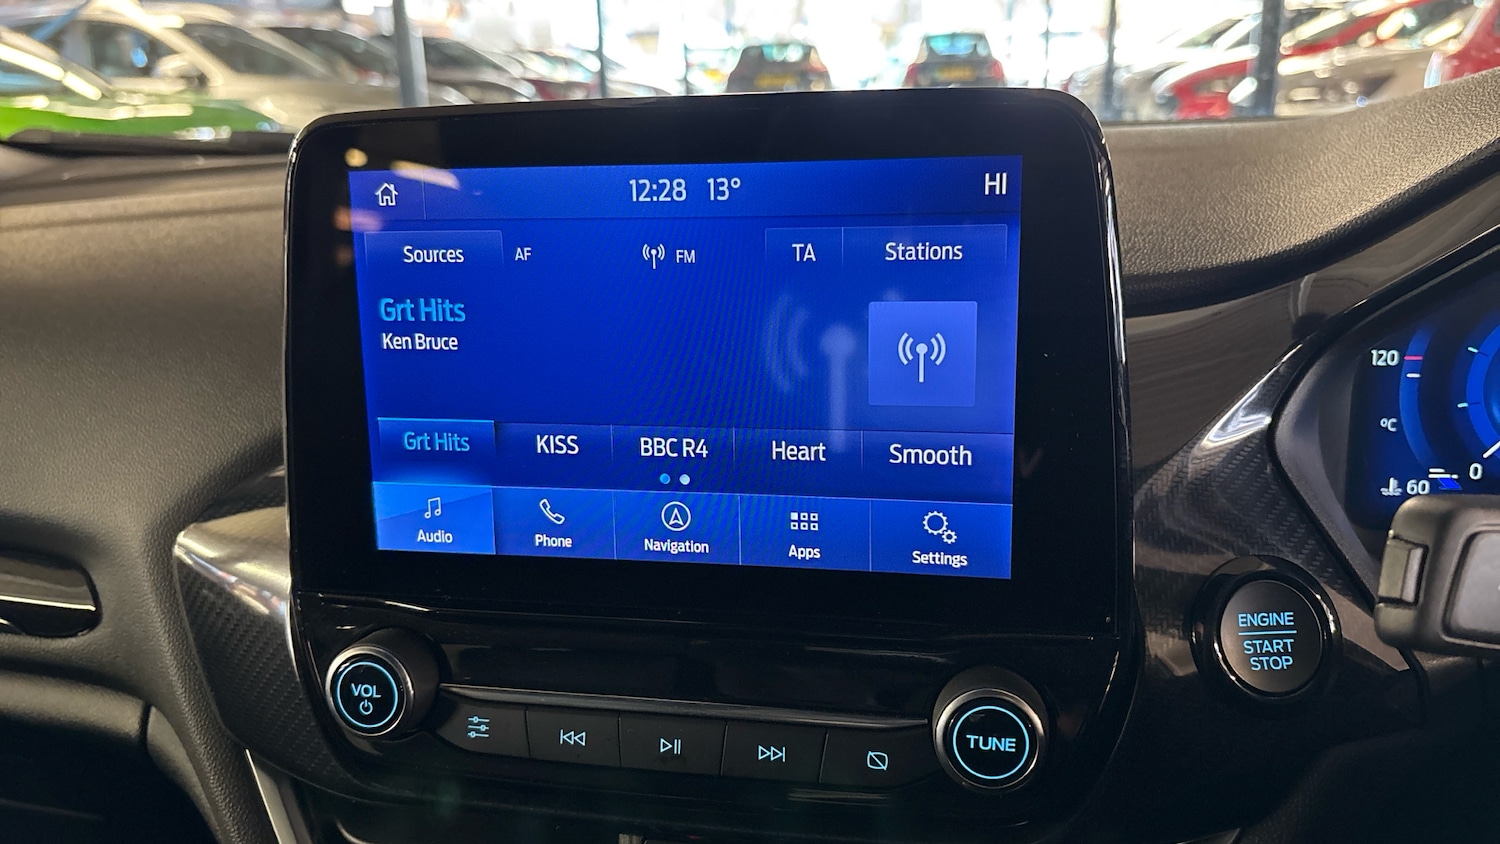 12:28 13°
HI
Sources
AF
FM
TA
Stations
Grt Hits
Ken Bruce
Grt Hits
KISS
BBC R4
Heart
Smooth
Audio
Phone
Navigation
Apps
Settings
120
°C
60
0
ENGINE
START
STOP
VOL
TUNE